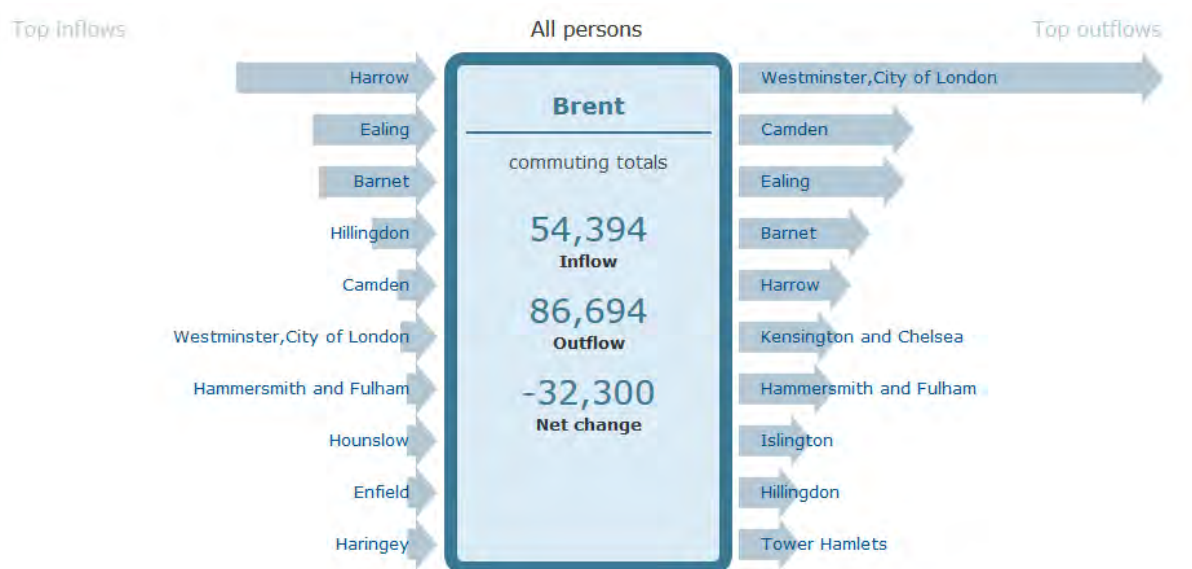 Top inflows
All persons
Top outflows
Harrow
Ealing
Barnet
Hillingdon
Camden
Westminster,City of London
Hammersmith and Fulham
Hounslow
Enfield
Haringey
Brent
commuting totals
54,394
Inflow
86,694
Outflow
-32,300
Net change
Westminster,City of London
Camden
Ealing
Barnet
Harrow
Kensington and Chelsea
Hammersmith and Fulham
Islington
Hillingdon
Tower Hamlets